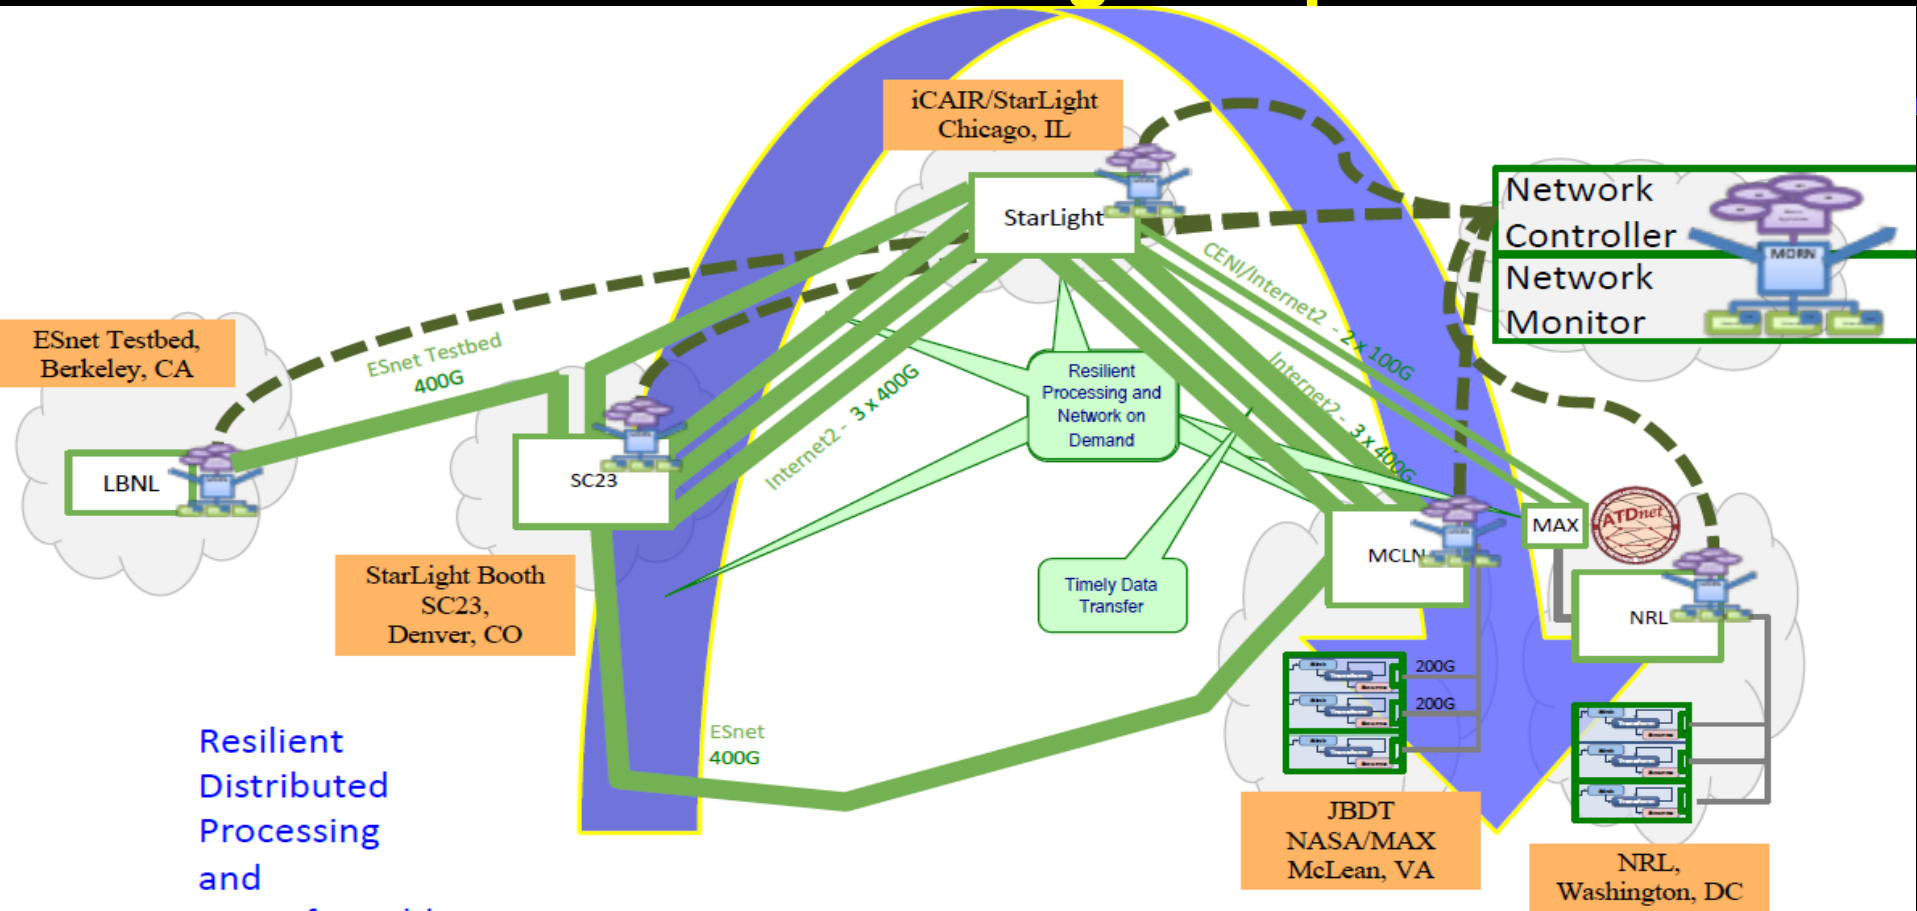 iCAIR/StarLight
Chicago, IL
StarLight
Network
Controller
Network
Monitor
MORN
CENI/Internet2 - 2 x 100G
ESnet Testbed,
Berkeley, CA
ESnet Testbed
400G
Internet2 - 3 x 400G
Resilient
Processing and
Network on
Demand
Internet2 - 3 x 400G
LBNL
SC23
MAX
ATDnet
MCLN
StarLight Booth
SC23,
Denver, CO
Timely Data
Transfer
NRL
200G
200G
ESnet
400G
Resilient
Distributed
Processing
and
JBDT
NASA/MAX
McLean, VA
NRL,
Washington, DC